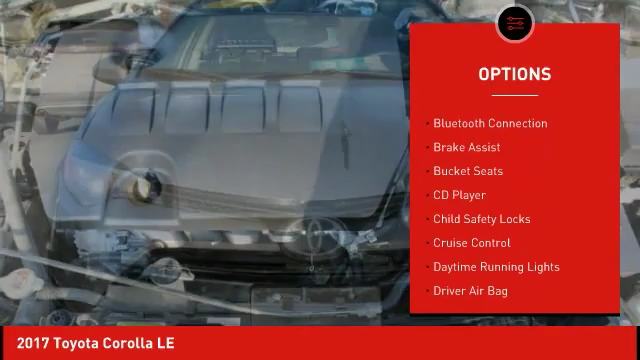 OPTIONS
· Bluetooth Connection
· Brake Assist
· Bucket Seats
· CD Player
· Child Safety Locks
· Cruise Control
· Daytime Running Lights
· Driver Air Bag
2017 Toyota Corolla LE